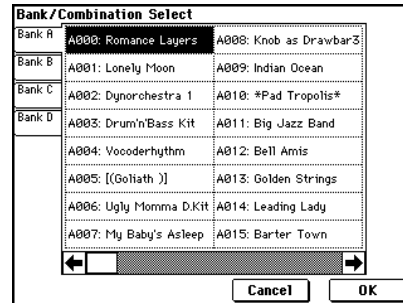 Bank/Combination Select
Bank A
Bank B
Bank C
Bank D
A000: Romance Layers
A001: Lonely Moon
A002: Dynorchestra 1
A003: Drum'n'Bass Kit
A004: Vocoderhythm
A005: [(Goliath )]
A006: Ugly Momma D.Kit
A007: My Baby's Asleep
A008: Knob as Drawbar3
A009: Indian Ocean
A010: *Pad Tropolis*
A011: Big Jazz Band
A012: Bell Amis
A013: Golden Strings
A014: Leading Lady
A015: Barter Town
Cancel
OK